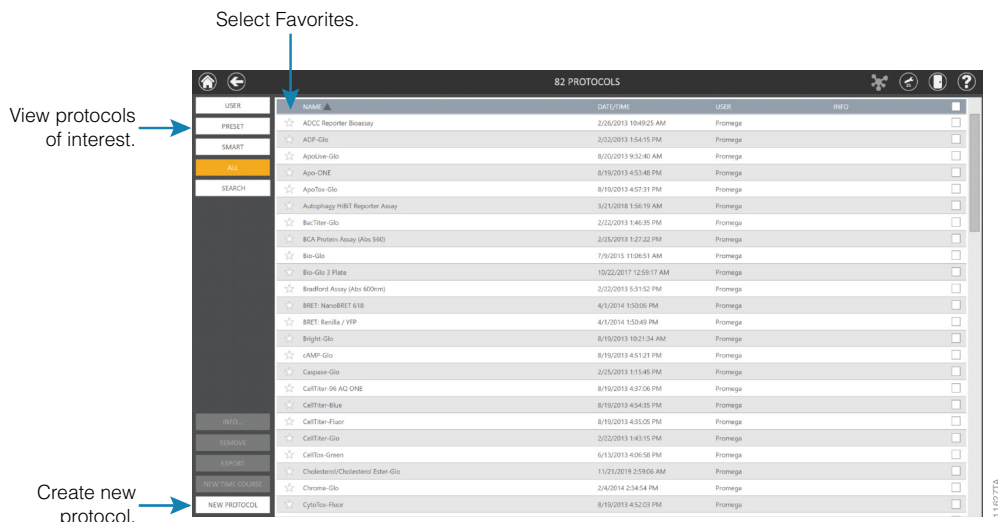 Select Favorites.
82 PROTOCOLS
View protocols
of interest.
USER
PRESET
SMART
ALL
SEARCH
NAME DATE/TIME USER INFO
ADCC Reporter Bioassay 2/26/2013 10:49:25 AM Promega
ADP-Glo 2/22/2013 1:54:15 PM Promega
ApoLive-Glo 8/20/2013 9:32:40 AM Promega
Apo-ONE 8/19/2013 4:53:48 PM Promega
ApoTox-Glo 8/19/2013 4:57:31 PM Promega
Autophagy HiBiT Reporter Assay 3/21/2018 1:56:19 AM Promega
BacTiter-Glo 2/22/2013 1:46:35 PM Promega
BCA Protein Assay (Abs 560) 2/25/2013 1:27:22 PM Promega
Bio-Glo 7/9/2015 11:06:51 AM Promega
Bio-Glo 3 Plate 10/22/2017 12:59:17 AM Promega
Bradford Assay (Abs 600nm) 2/22/2013 5:31:52 PM Promega
BRET: NanoBRET 618 4/1/2014 1:50:06 PM Promega
BRET: Renilla / YFP 4/1/2014 1:50:49 PM Promega
Bright-Glo 8/19/2013 10:21:34 AM Promega
cAMP-Glo 8/19/2013 4:51:21 PM Promega
Caspase-Glo 2/25/2013 1:15:45 PM Promega
CellTiter-96 AQ ONE 8/19/2013 4:37:06 PM Promega
CellTiter-Blue 8/19/2013 4:54:35 PM Promega
CellTiter-Fluor 8/19/2013 4:35:05 PM Promega
CellTiter-Glo 2/22/2013 1:43:15 PM Promega
CellTox-Green 6/13/2013 4:06:58 PM Promega
Cholesterol/Cholesterol Ester-Glo 11/21/2019 2:59:06 AM Promega
Chroma-Glo 2/4/2014 2:34:54 PM Promega
CytoTox-Fluor 8/19/2013 4:52:03 PM Promega
INFO...
REMOVE
EXPORT
NEW TIME COURSE
NEW PROTOCOL
Create new
protocol.
11627TA